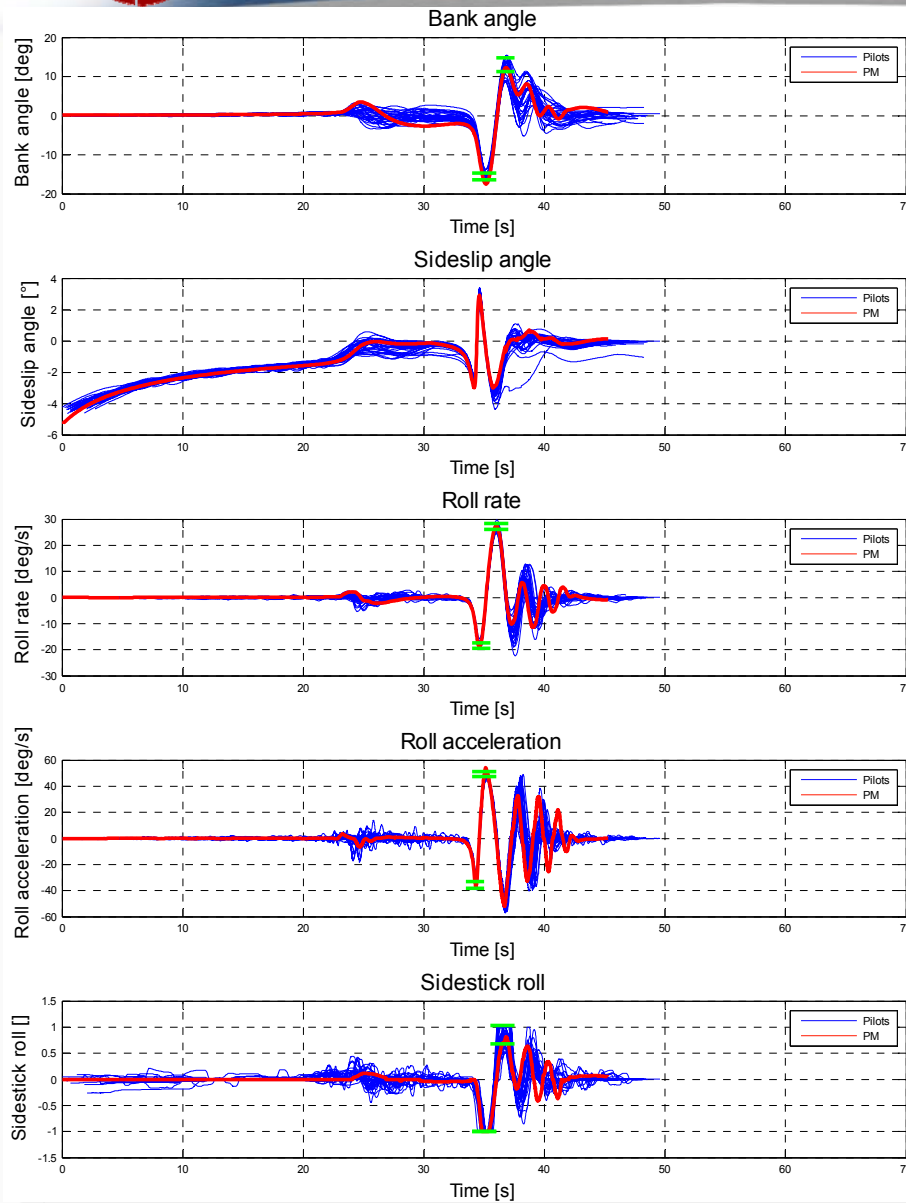 Bank angle
Bank angle [deg]
20
10
0
-10
-20
Pilots
PM
0 10 20 30 40 50 60 7
Time [s]
Sideslip angle
Sideslip angle [°]
4
2
0
-2
-4
-6
Pilots
PM
0 10 20 30 40 50 60 7
Time [s]
Roll rate
Roll rate [deg/s]
30
20
10
0
-10
-20
-30
Pilots
PM
0 10 20 30 40 50 60 7
Time [s]
Roll acceleration
Roll acceleration [deg/s]
60
40
20
0
-20
-40
-60
Pilots
PM
0 10 20 30 40 50 60 7
Time [s]
Sidestick roll
Sidestick roll []
1.5
1
0.5
0
-0.5
-1
-1.5
Pilots
PM
0 10 20 30 40 50 60 7
Time [s]